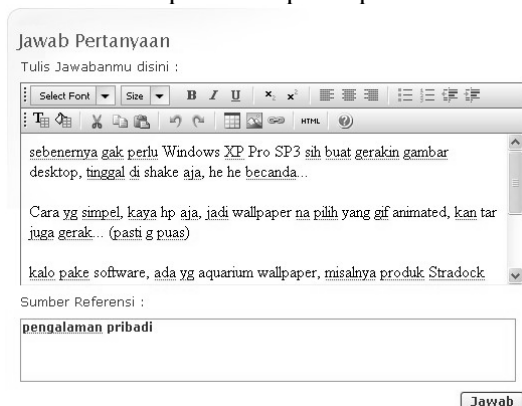 Jawab Pertanyaan
Tulis Jawabanmu disini :
Select Font Size B I U x₂ x²
HTML
sebenernya gak perlu Windows XP Pro SP3 sih buat gerakin gambar
desktop, tinggal di shake aja, he he becanda...
Cara yg simpel, kaya hp aja, jadi wallpaper na pilih yang gif animated, kan tar
juga gerak... (pasti g puas)
kalo pake software, ada yg aquarium wallpaper, misalnya produk Stradock
Sumber Referensi :
pengalaman pribadi
Jawab